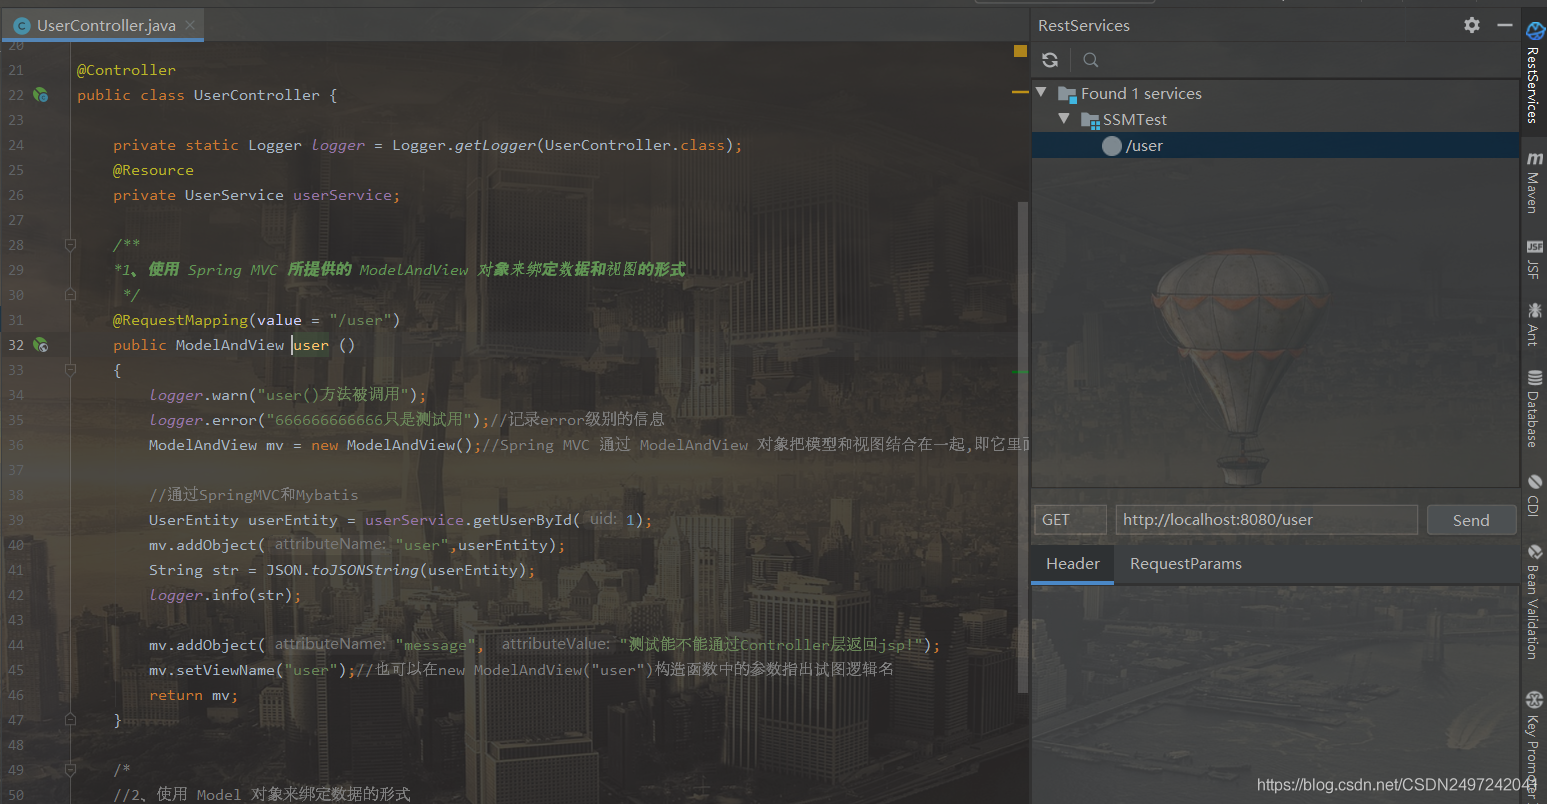 UserController.java
20
21 @Controller
22 public class UserController {
23
24 private static Logger logger = Logger.getLogger(UserController.class);
25 @Resource
26 private UserService userService;
27
28 /**
29 *1、使用 Spring MVC 所提供的 ModelAndView 对象来绑定数据和视图的形式
30 */
31 @RequestMapping(value = "/user")
32 public ModelAndView user ()
33 {
34 logger.warn("user()方法被调用");
35 logger.error("666666666666只是测试用");//记录error级别的信息
36 ModelAndView mv = new ModelAndView();//Spring MVC 通过 ModelAndView 对象把模型和视图结合在一起,即它里面
37
38 //通过SpringMVC和Mybatis
39 UserEntity userEntity = userService.getUserById( uid: 1);
40 mv.addObject( attributeName: "user",userEntity);
41 String str = JSON.toJSONString(userEntity);
42 logger.info(str);
43
44 mv.addObject( attributeName: "message", attributeValue: "测试能不能通过Controller层返回jsp!");
45 mv.setViewName("user");//也可以在new ModelAndView("user")构造函数中的参数指出试图逻辑名
46 return mv;
47 }
48
49 /*
50 //2、使用 Model 对象来绑定数据的形式
RestServices
Found 1 services
SSMTest
/user
GET http://localhost:8080/user Send
Header RequestParams
RestServices
Maven
JSF
JSF
Ant
Database
CDI
Bean Validation
Key Promoter
https://blog.csdn.net/CSDN2497242041